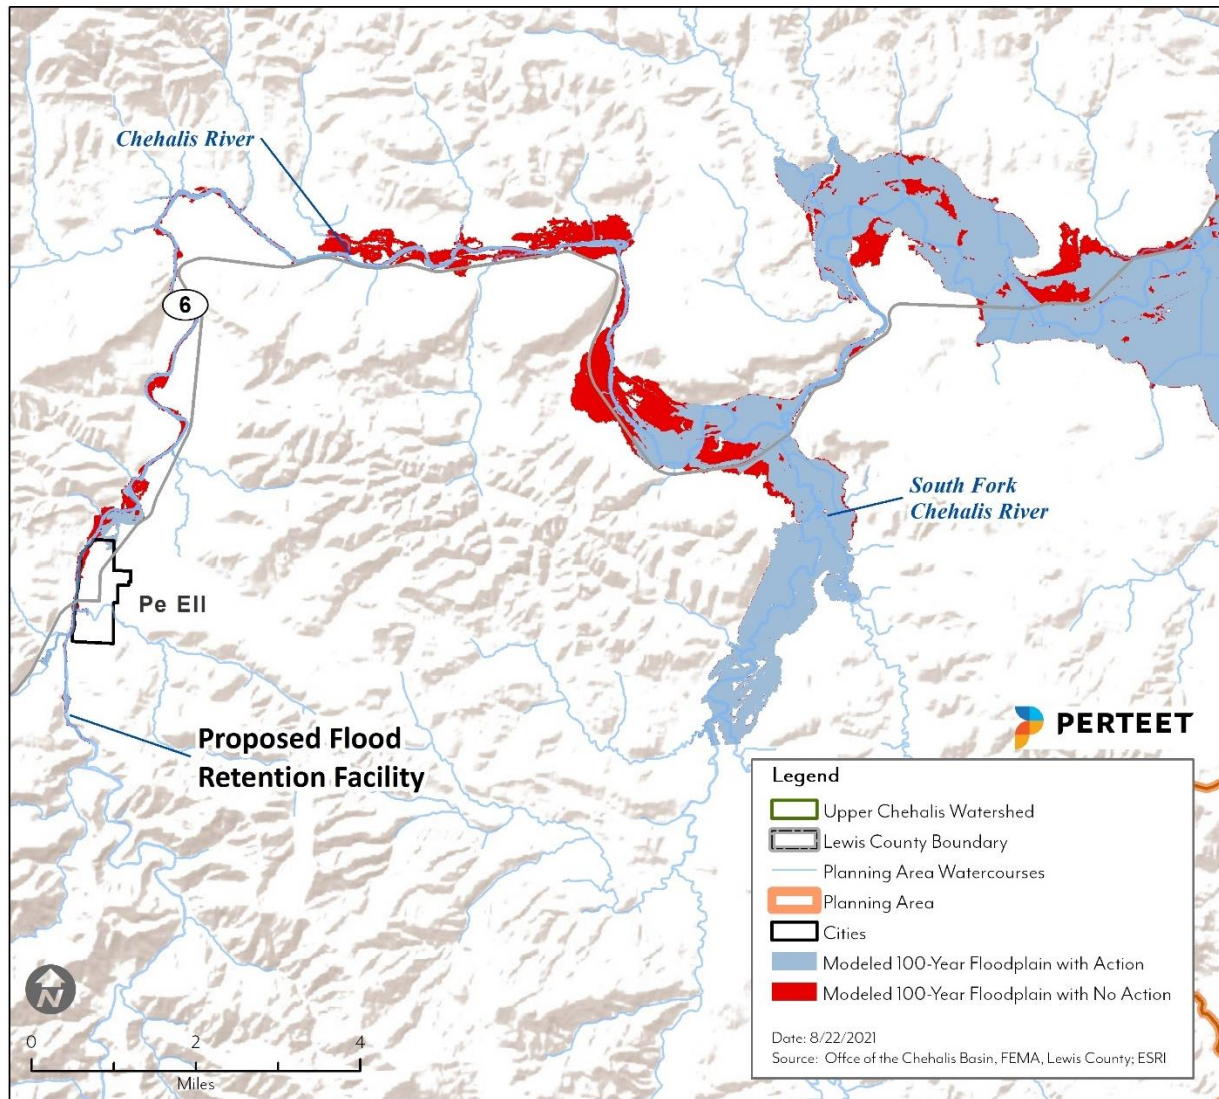 Chehalis River
6
South Fork
Chehalis River
Pe Ell
Proposed Flood
Retention Facility
PERTEET
Legend
Upper Chehalis Watershed
Lewis County Boundary
Planning Area Watercourses
Planning Area
Cities
Modeled 100-Year Floodplain with Action
Modeled 100-Year Floodplain with No Action
Date: 8/22/2021
Source: Offce of the Chehalis Basin, FEMA, Lewis County; ESRI
N
0 2 4
Miles